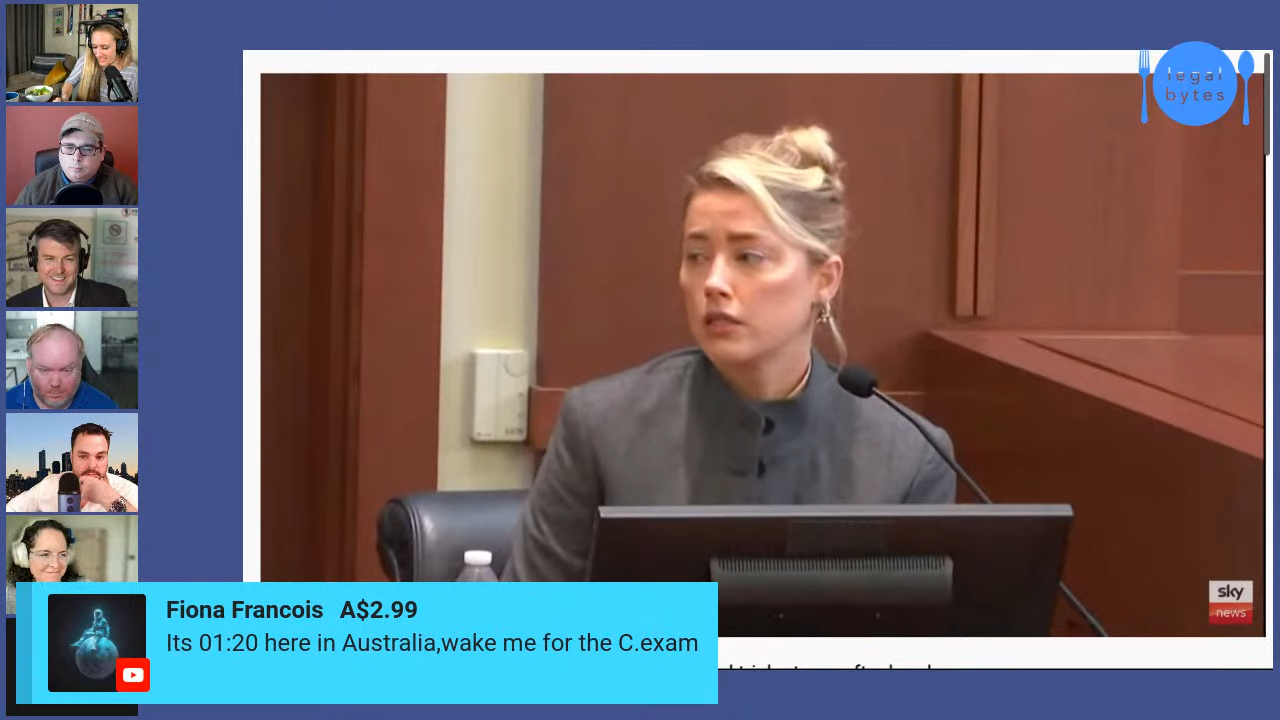 legal
bytes
sky
news
Fiona Francois A$2.99
Its 01:20 here in Australia,wake me for the C.exam